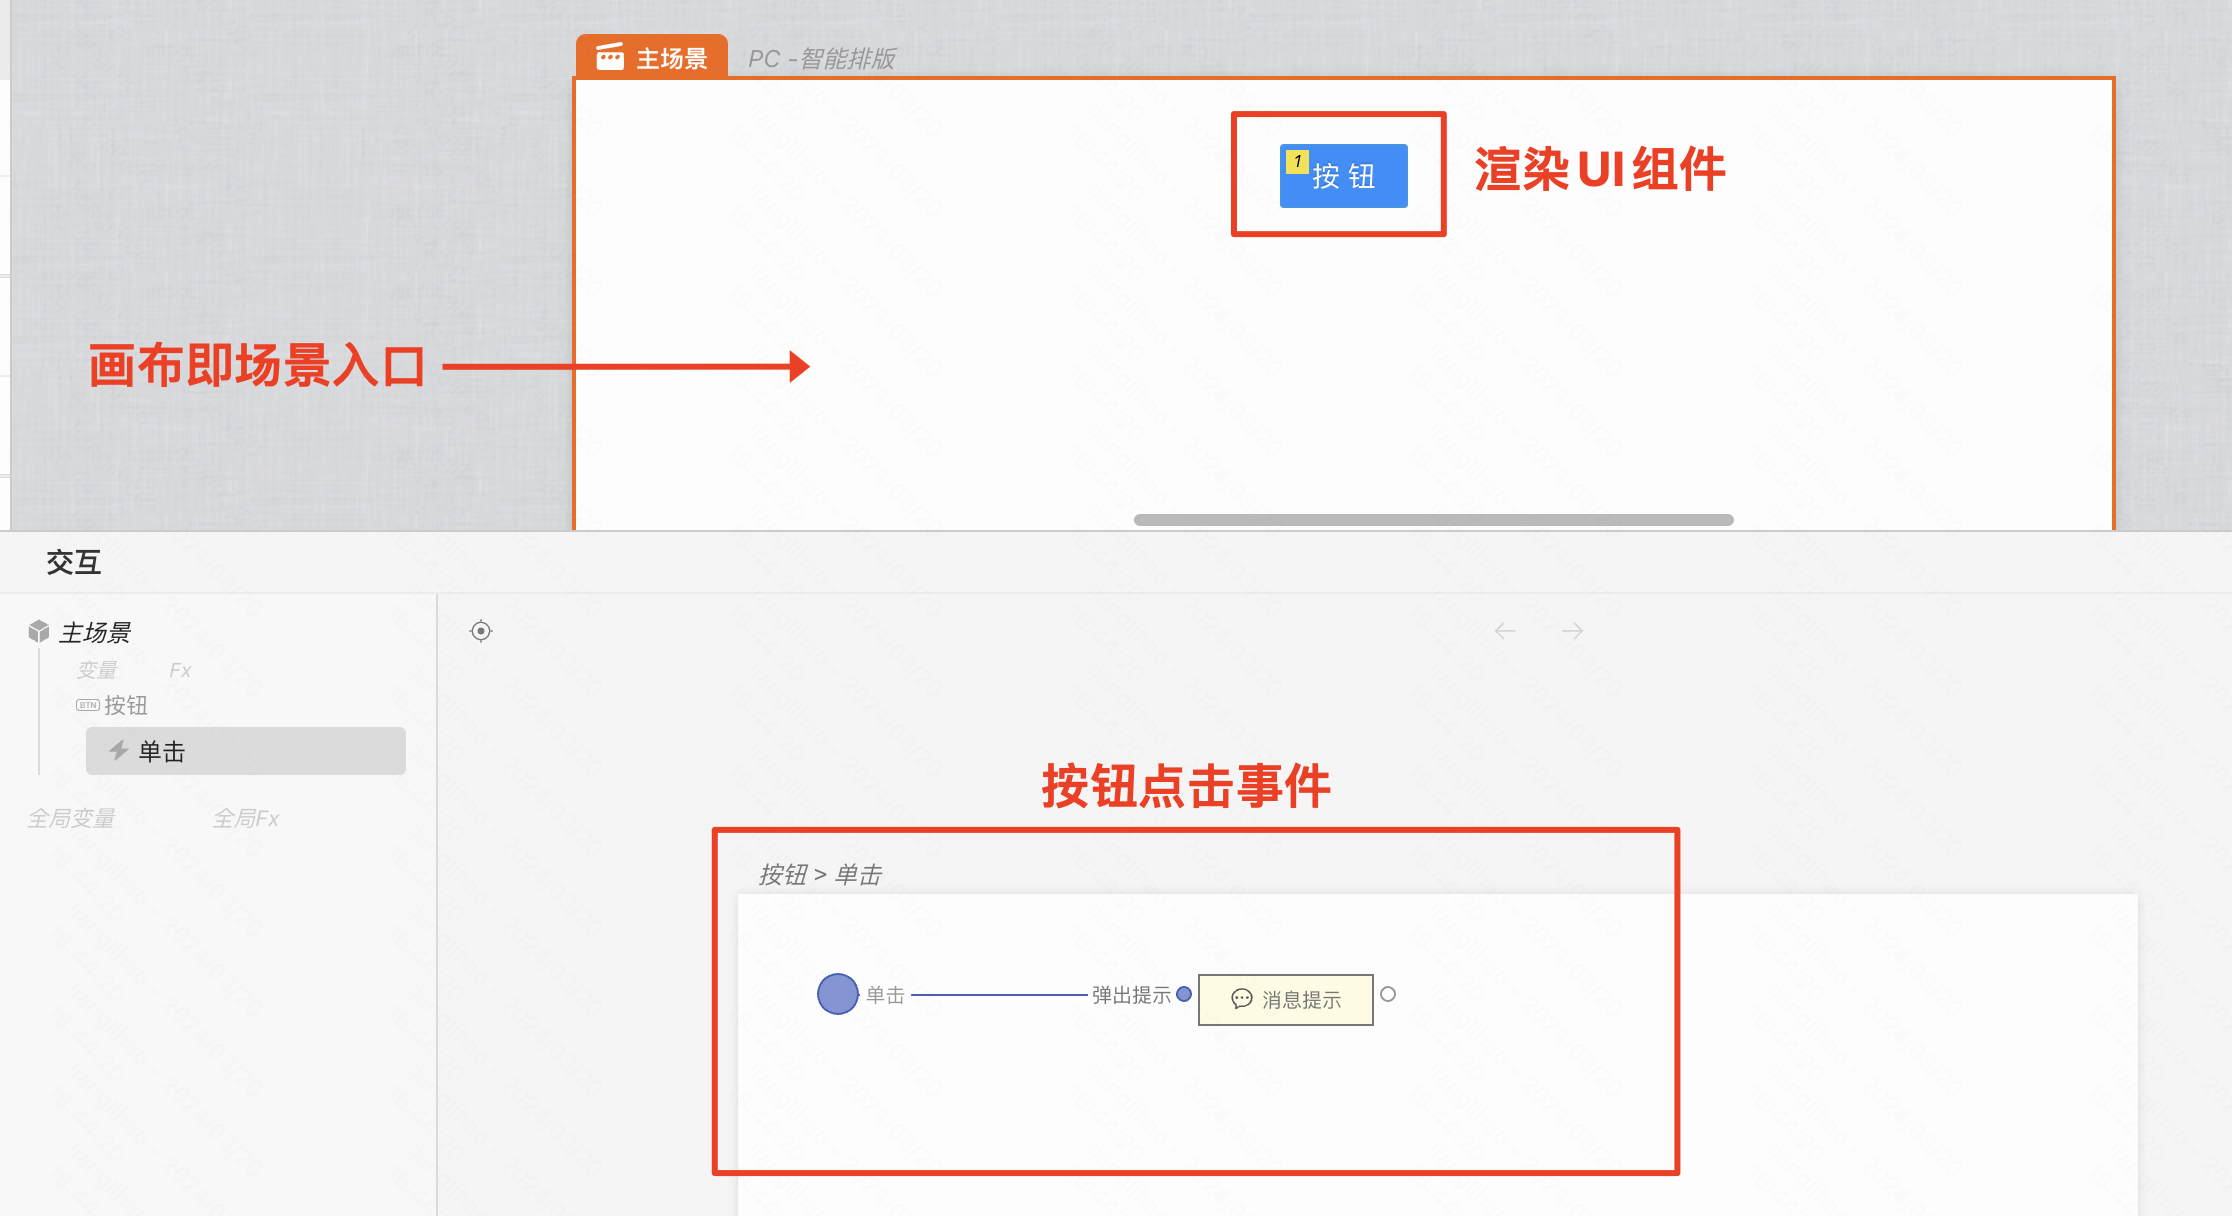 主场景
PC -智能排版
1
按 钮
渲染UI组件
画布即场景入口
交互
主场景
变量 Fx
BTN 按钮
单击
全局变量 全局Fx
按钮点击事件
按钮 > 单击
单击 弹出提示 消息提示